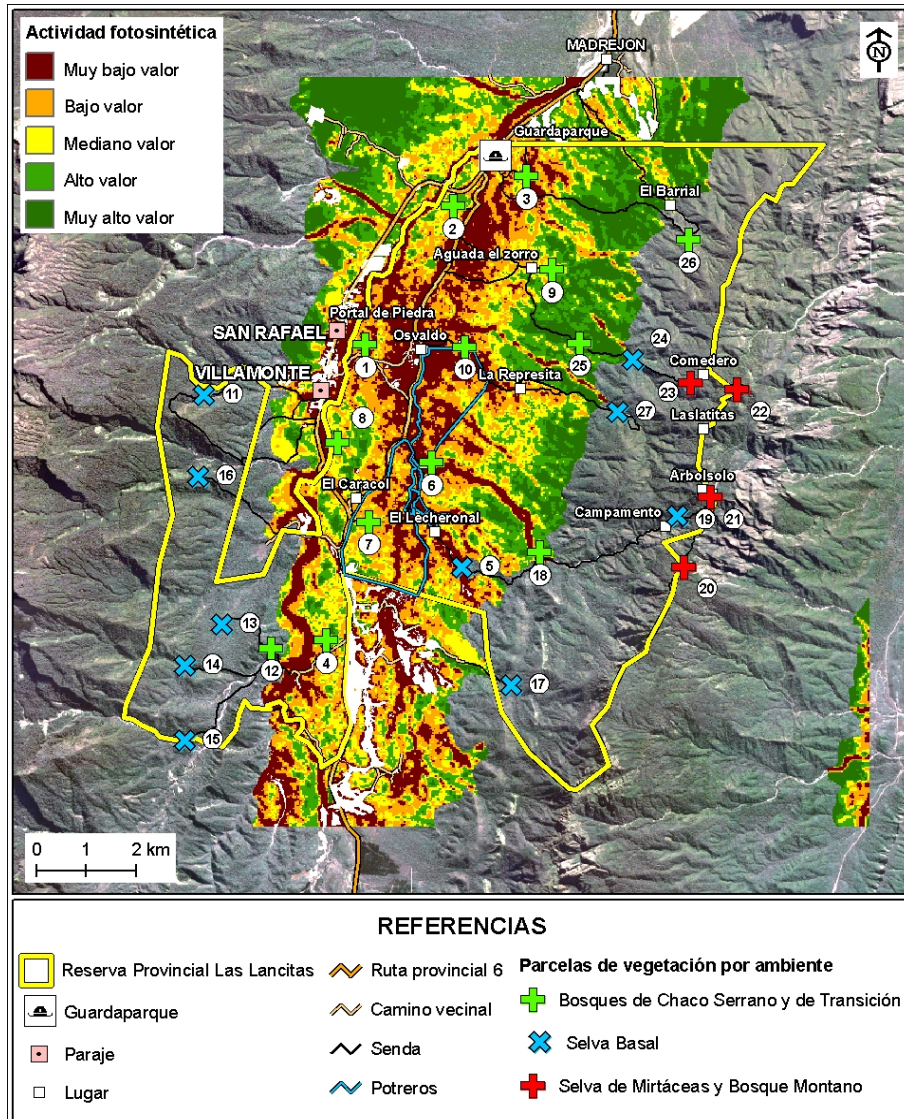 Actividad fotosintética
Muy bajo valor
Bajo valor
Mediano valor
Alto valor
Muy alto valor
MADREJON
N
Guardaparque
3
El Barrial
2
26
Aguada el zorro
9
Portal de Piedra
SAN RAFAEL
Osvaldo
24
1
10
25
Comedero
VILLAMONTE
La Represita
23
11
22
27
8
Laslatitas
16
6
Arbolsolo
El Caracol
Campamento
19
21
El Lecheronal
7
5
18
20
13
4
12
14
17
15
0 1 2 km
REFERENCIAS
Reserva Provincial Las Lancitas
Guardaparque
Paraje
Lugar
Ruta provincial 6
Camino vecinal
Senda
Potreros
Parcelas de vegetación por ambiente
Bosques de Chaco Serrano y de Transición
Selva Basal
Selva de Mirtáceas y Bosque Montano